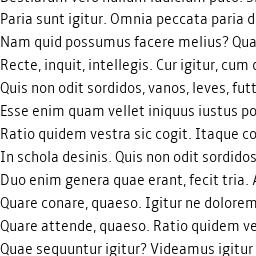 Paria sunt igitur. Omnia peccata paria d
Nam quid possumus facere melius? Qua
Recte, inquit, intellegis. Cur igitur, cum
Quis non odit sordidos, vanos, leves, futt
Esse enim quam vellet iniquus iustus po
Ratio quidem vestra sic cogit. Itaque co
In schola desinis. Quis non odit sordidos
Duo enim genera quae erant, fecit tria.
Quare conare, quaeso. Igitur ne dolorem
Quare attende, quaeso. Ratio quidem ve
Quae sequuntur igitur? Videamus igitur